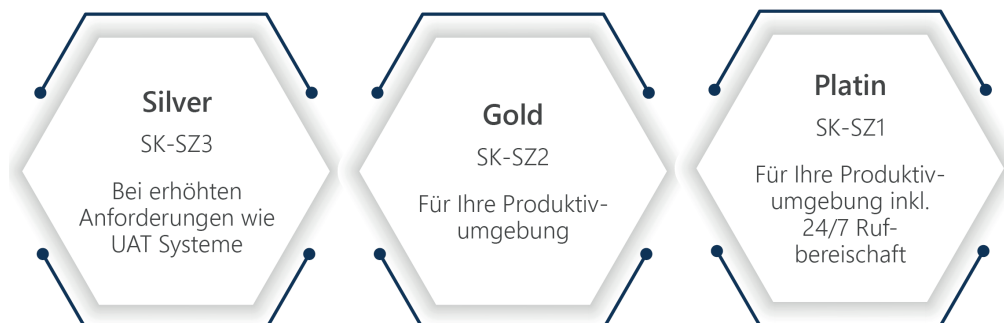 Silver
SK-SZ3
Bei erhöhten
Anforderungen wie
UAT Systeme
Gold
SK-SZ2
Für Ihre Produktiv-
umgebung
Platin
SK-SZ1
Für Ihre Produktiv-
umgebung inkl.
24/7 Ruf-
bereischaft